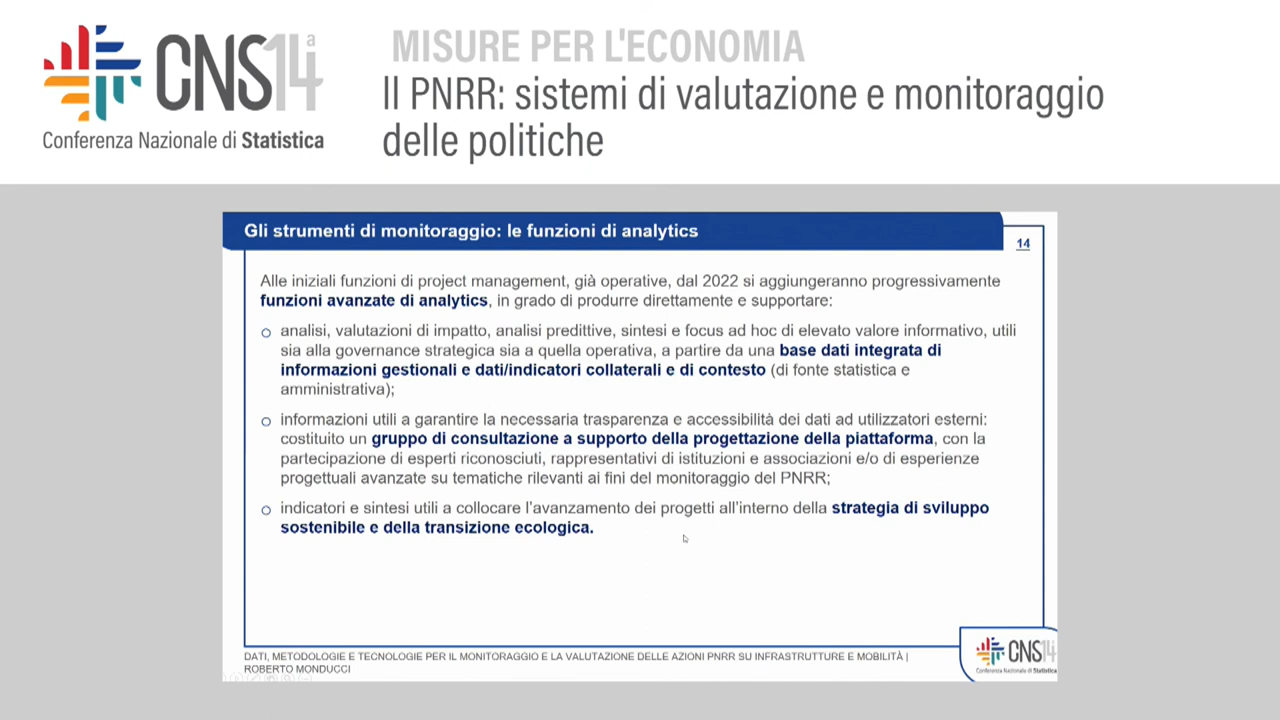 CNS14a
Conferenza Nazionale di Statistica
MISURE PER L'ECONOMIA
Il PNRR: sistemi di valutazione e monitoraggio
delle politiche
Gli strumenti di monitoraggio: le funzioni di analytics
14
Alle iniziali funzioni di project management, già operative, dal 2022 si aggiungeranno progressivamente
funzioni avanzate di analytics, in grado di produrre direttamente e supportare:
analisi, valutazioni di impatto, analisi predittive, sintesi e focus ad hoc di elevato valore informativo, utili
sia alla governance strategica sia a quella operativa, a partire da una base dati integrata di
informazioni gestionali e dati/indicatori collaterali e di contesto (di fonte statistica e
amministrativa);
informazioni utili a garantire la necessaria trasparenza e accessibilità dei dati ad utilizzatori esterni:
costituito un gruppo di consultazione a supporto della progettazione della piattaforma, con la
partecipazione di esperti riconosciuti, rappresentativi di istituzioni e associazioni e/o di esperienze
progettuali avanzate su tematiche rilevanti ai fini del monitoraggio del PNRR;
indicatori e sintesi utili a collocare l'avanzamento dei progetti all'interno della strategia di sviluppo
sostenibile e della transizione ecologica.
DATI, METODOLOGIE E TECNOLOGIE PER IL MONITORAGGIO E LA VALUTAZIONE DELLE AZIONI PNRR SU INFRASTRUTTURE E MOBILITÀ |
ROBERTO MONDUCCI
CNS14
Conferenza Nazionale di Statistica